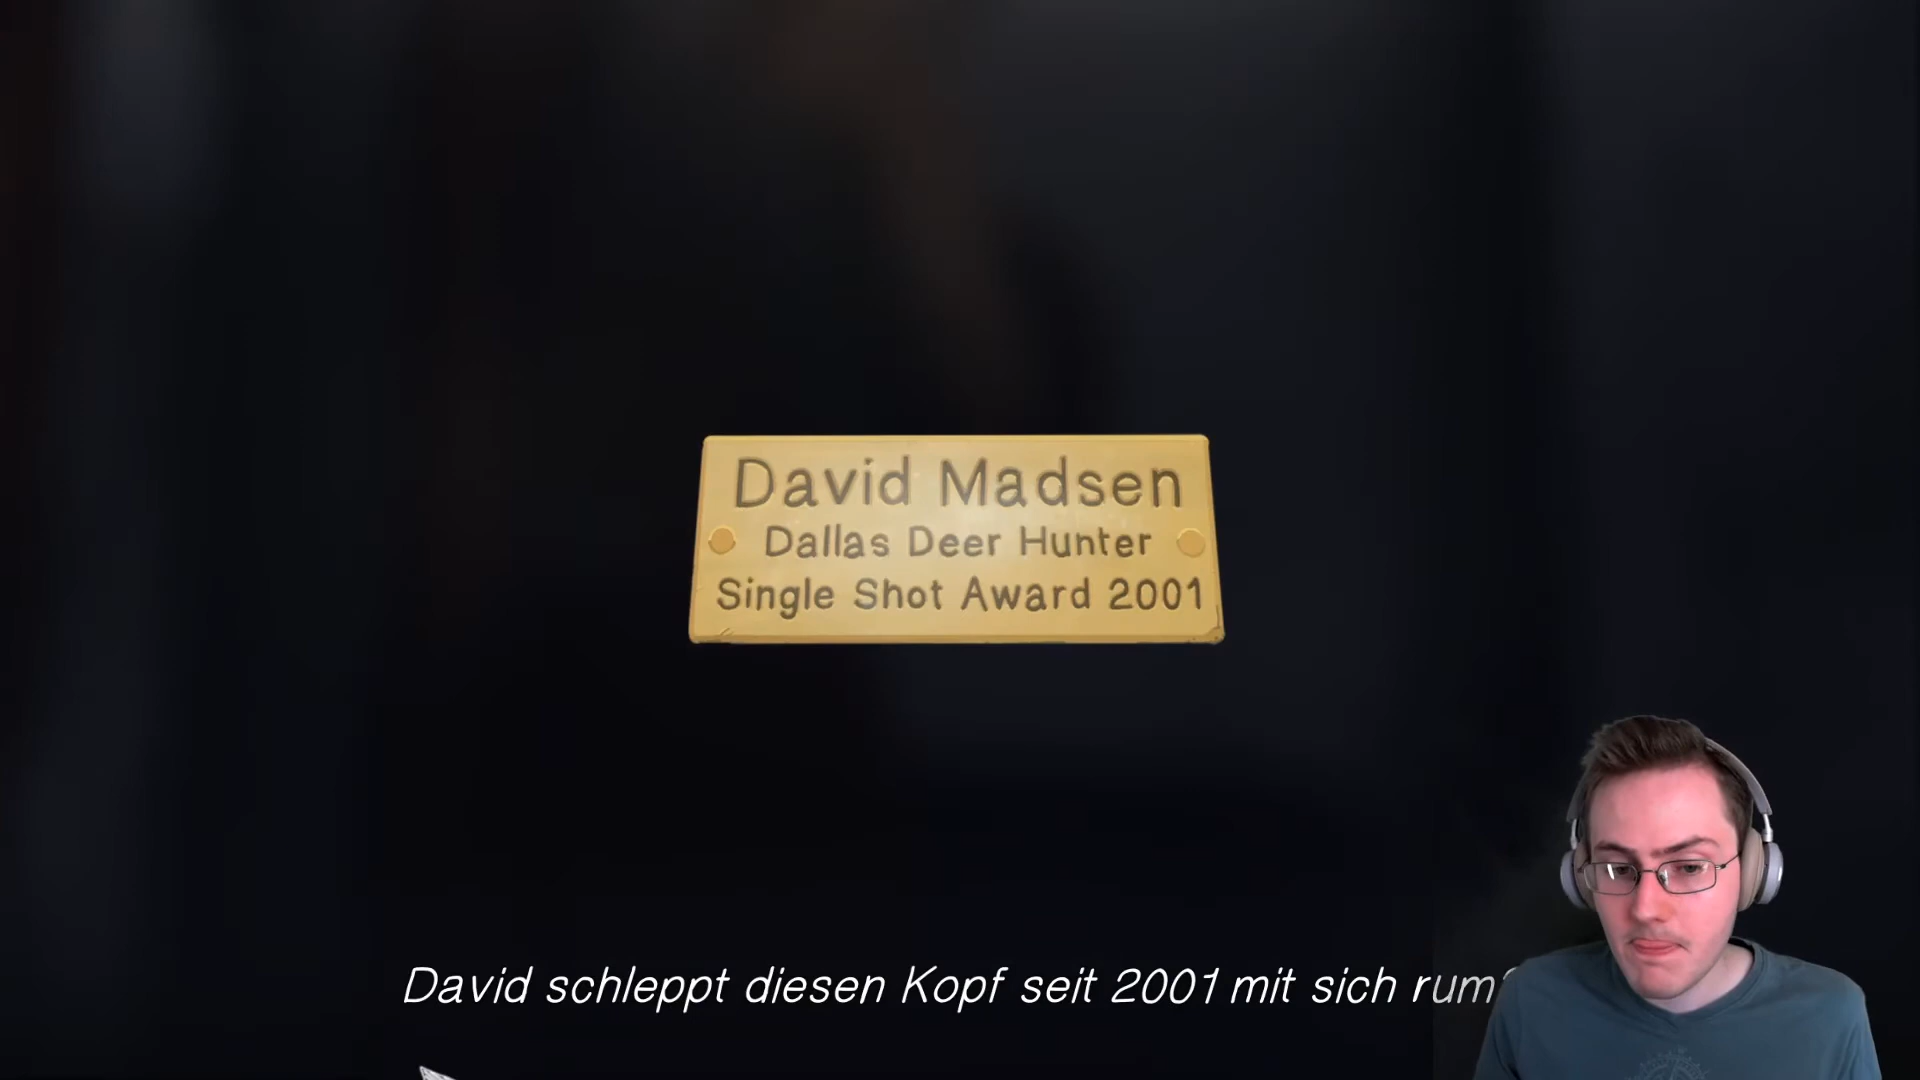 David Madsen
Dallas Deer Hunter
Single Shot Award 2001
David schleppt diesen Kopf seit 2001 mit sich rum?